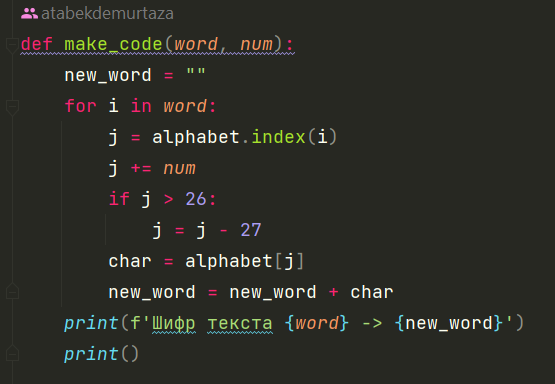 atabekdemurtaza
def make_code(word, num):
    new_word = ""
    for i in word:
        j = alphabet.index(i)
        j += num
        if j > 26:
            j = j - 27
        char = alphabet[j]
        new_word = new_word + char
    print(f'Шифр текста {word} -> {new_word}')
    print()